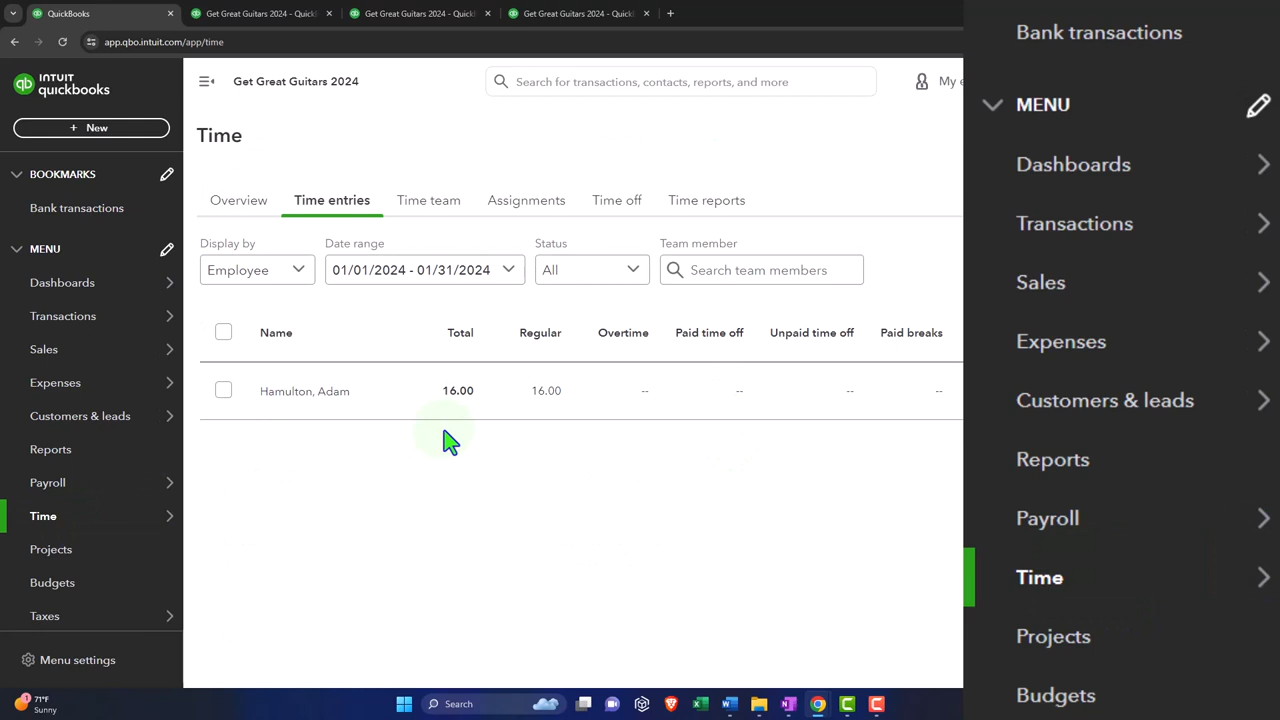 QuickBooks
Get Great Guitars 2024 - Quick
Get Great Guitars 2024 - Quick
Get Great Guitars 2024 - Quick
app.qbo.intuit.com/app/time
qb INTUIT
quickbooks
+ New
BOOKMARKS
Bank transactions
MENU
Dashboards
Transactions
Sales
Expenses
Customers & leads
Reports
Payroll
Time
Projects
Budgets
Taxes
Menu settings
Get Great Guitars 2024
Search for transactions, contacts, reports, and more
My e
Time
Overview
Time entries
Time team
Assignments
Time off
Time reports
Display by
Date range
Status
Team member
Employee
01/01/2024 - 01/31/2024
All
Search team members
Name Total Regular Overtime Paid time off Unpaid time off Paid breaks
Hamulton, Adam 16.00 16.00 -- -- -- --
Bank transactions
MENU
Dashboards
Transactions
Sales
Expenses
Customers & leads
Reports
Payroll
Time
Projects
Budgets
71°F
Sunny
Search